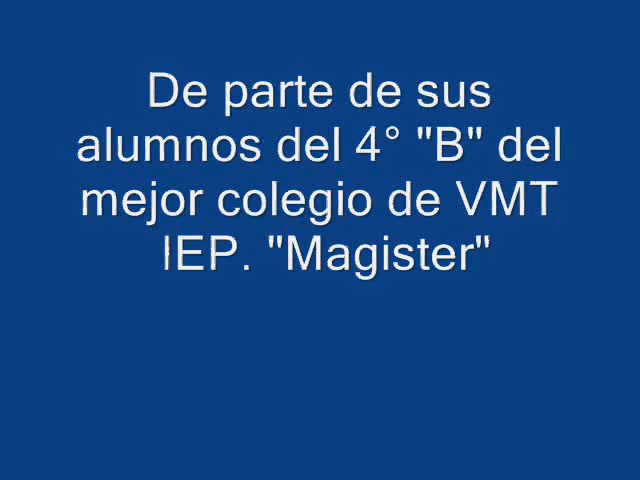 De parte de sus
alumnos del 4° "B" del
mejor colegio de VMT
IEP. "Magister"